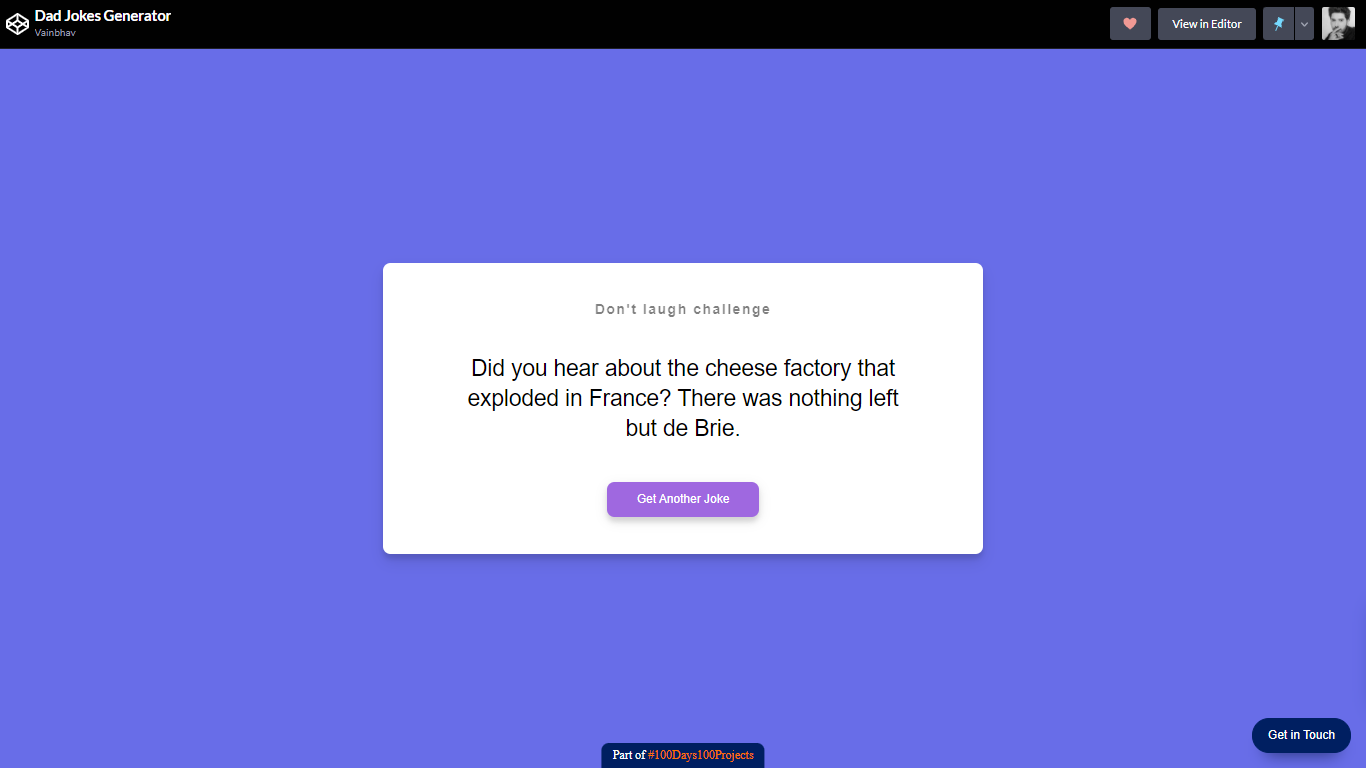 Dad Jokes Generator
Vainbhav
View in Editor
Don't laugh challenge
Did you hear about the cheese factory that
exploded in France? There was nothing left
but de Brie.
Get Another Joke
Get in Touch
Part of #100Days100Projects